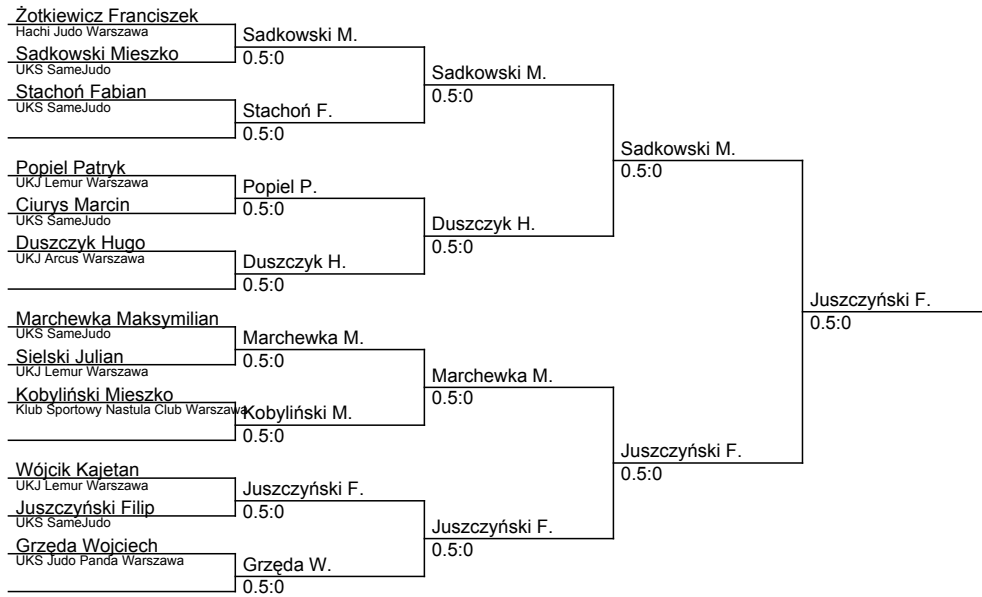 Żotkiewicz Franciszek
Hachi Judo Warszawa
Sadkowski Mieszko
UKS SameJudo
Stachoń Fabian
UKS SameJudo
Popiel Patryk
UKJ Lemur Warszawa
Ciurys Marcin
UKS SameJudo
Duszczyk Hugo
UKJ Arcus Warszawa
Marchewka Maksymilian
UKS SameJudo
Sielski Julian
UKJ Lemur Warszawa
Kobyliński Mieszko
Klub Sportowy Nastula Club Warszawa
Wójcik Kajetan
UKJ Lemur Warszawa
Juszczyński Filip
UKS SameJudo
Grzęda Wojciech
UKS Judo Panda Warszawa
Sadkowski M.
0.5:0
Stachoń F.
0.5:0
Popiel P.
0.5:0
Duszczyk H.
0.5:0
Marchewka M.
0.5:0
Kobyliński M.
0.5:0
Juszczyński F.
0.5:0
Grzęda W.
0.5:0
Sadkowski M.
0.5:0
Duszczyk H.
0.5:0
Marchewka M.
0.5:0
Juszczyński F.
0.5:0
Sadkowski M.
0.5:0
Juszczyński F.
0.5:0
Juszczyński F.
0.5:0